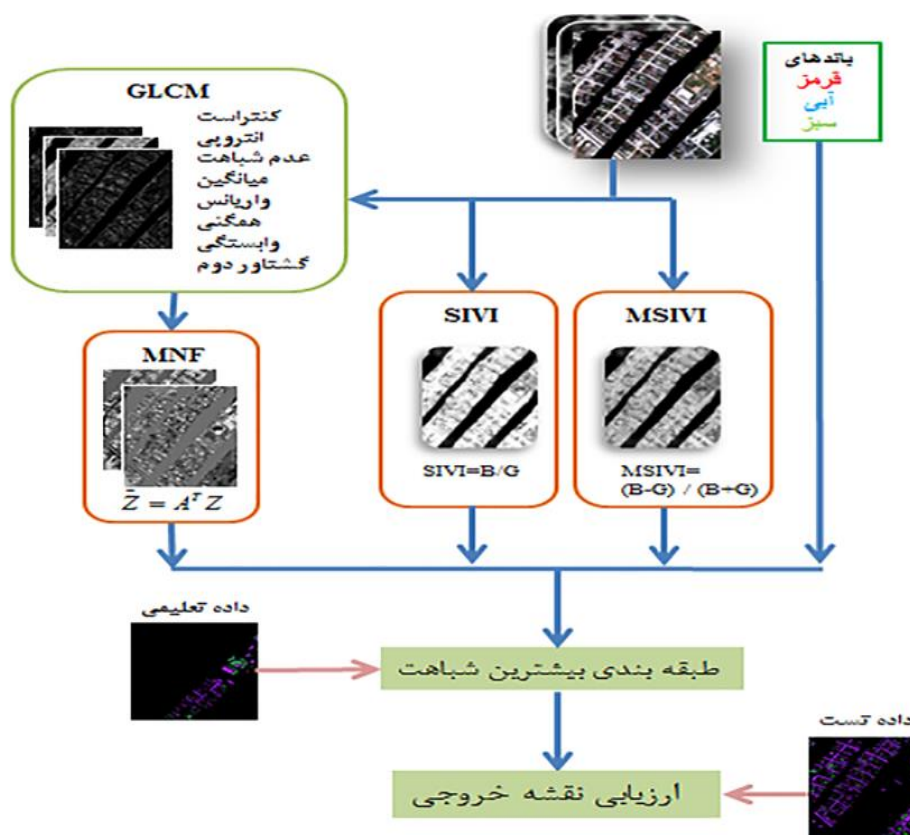 باندهای
قرمز
آبی
سبز
GLCM
کنتراست
انتروپی
عدم شباهت
میانگین
واریانس
همگنی
وابستگی
گشتاور دوم
MNF
Z̄ = Aᵀ Z
SIVI
SIVI=B/G
MSIVI
MSIVI=
(B-G) / (B+G)
داده تعلیمی
طبقه بندی بیشترین شباهت
داده تست
ارزیابی نقشه خروجی